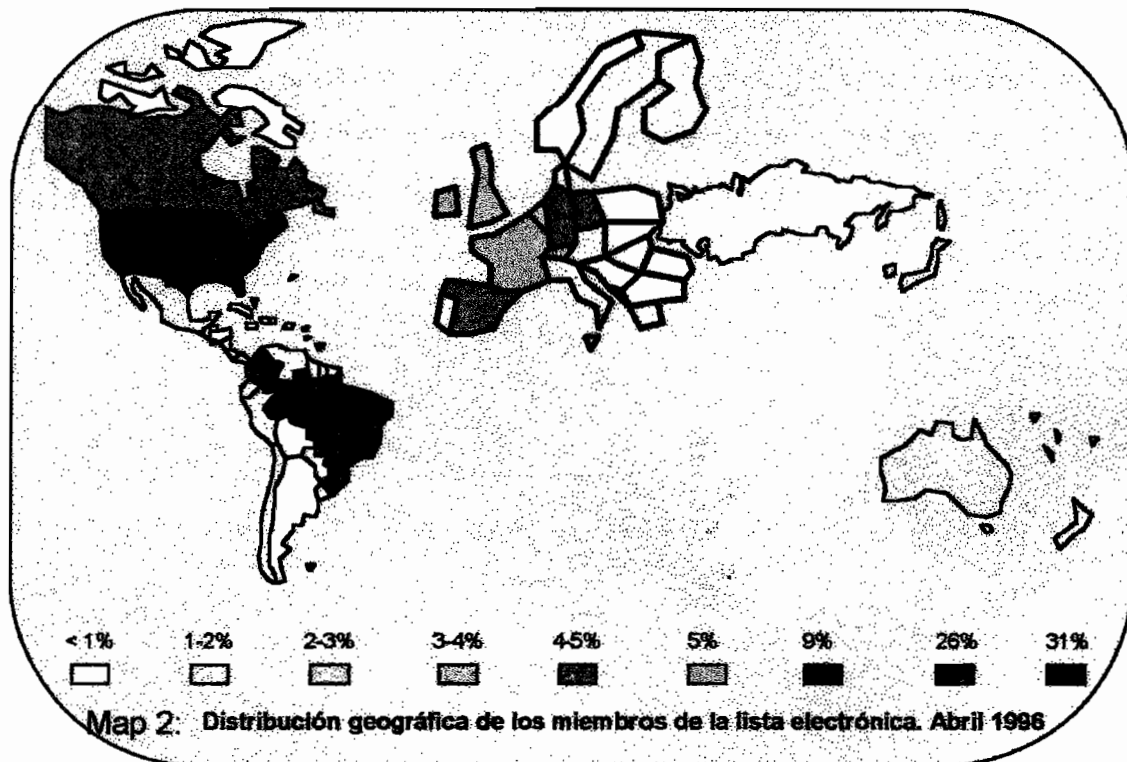 < 1% 1-2% 2-3% 3-4% 4-5% 5% 9% 26% 31%
Map 2: Distribución geográfica de los miembros de la lista electrónica. Abril 1996